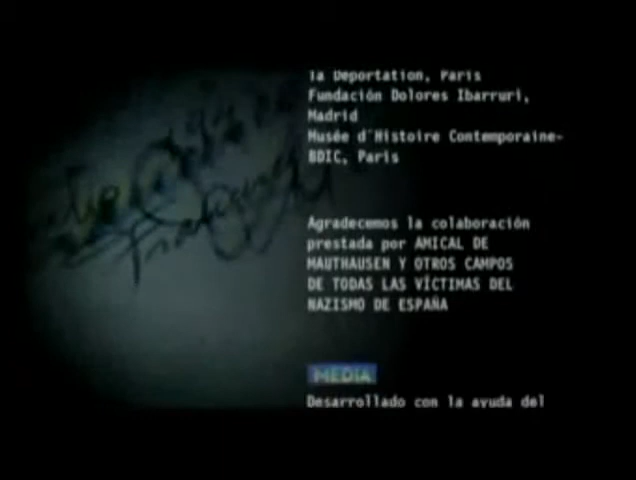 la Deportation, Paris
Fundación Dolores Ibarruri,
Madrid
Musée d'Histoire Contemporaine-
BDIC, Paris
Agradecemos la colaboración
prestada por AMICAL DE
MAUTHAUSEN Y OTROS CAMPOS
DE TODAS LAS VÍCTIMAS DEL
NAZISMO DE ESPAÑA
MEDIA
Desarrollado con la ayuda del